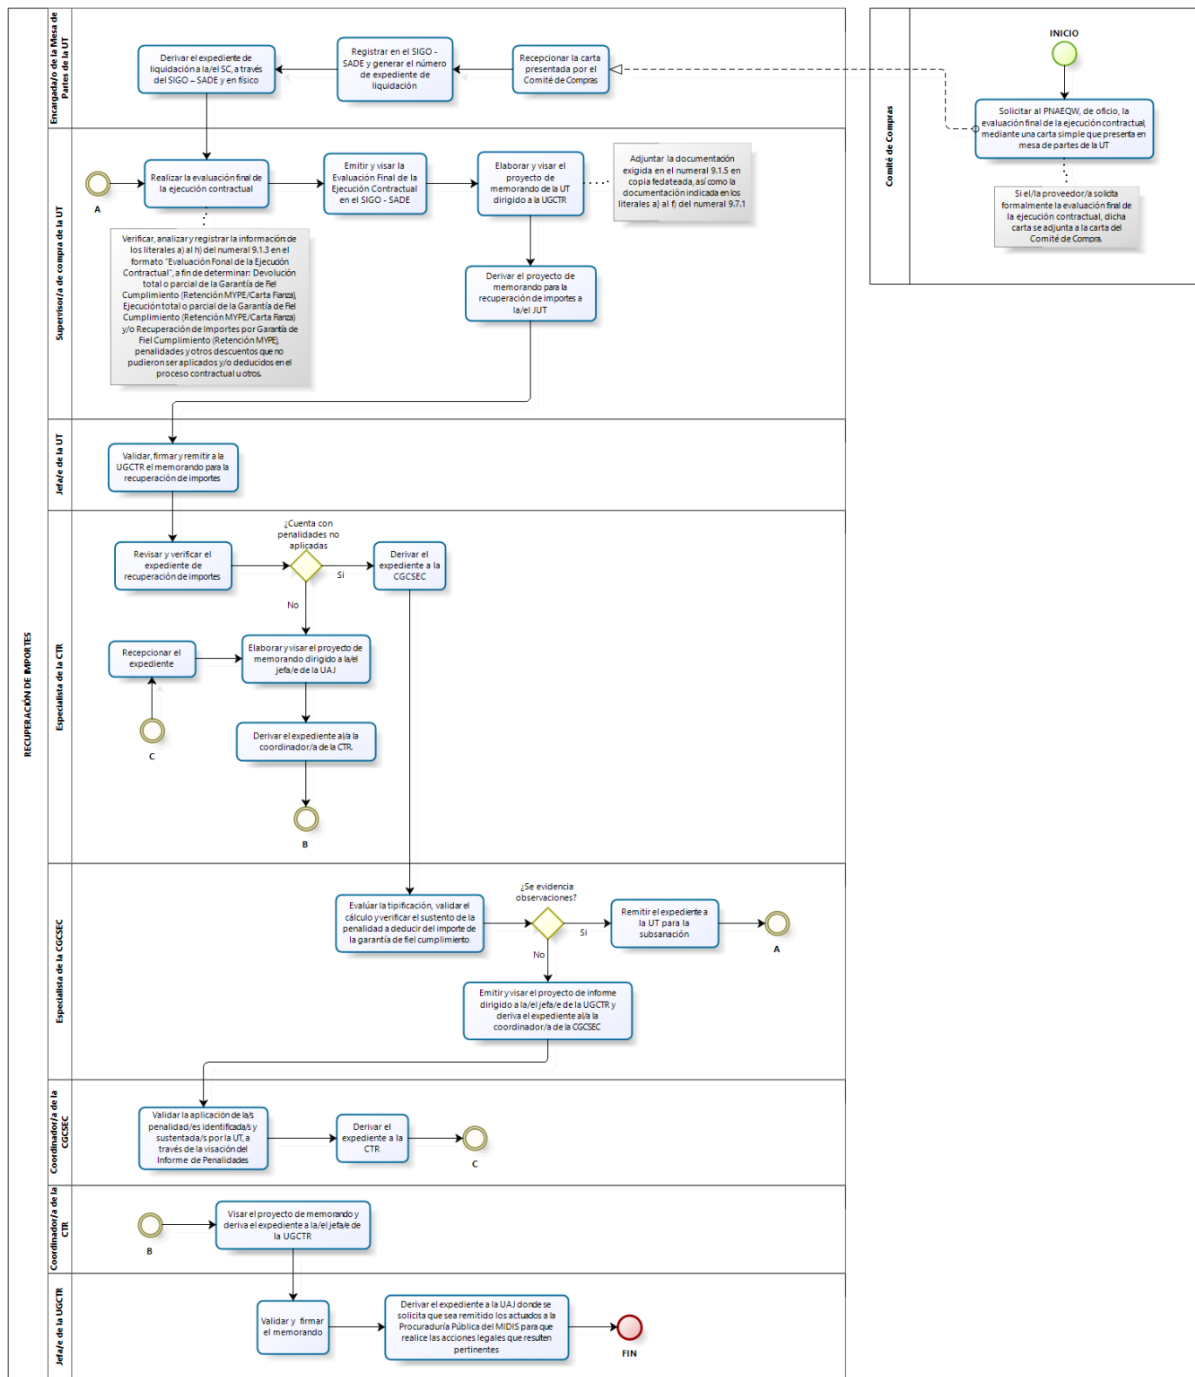 RECUPERACIÓN DE IMPORTES
Encargada/o de la Mesa de
Partes de la UT
Derivar el expediente de
liquidación a la/el SC, a través
del SIGO – SADE y en físico
Registrar en el SIGO -
SADE y generar el número
de expediente de
liquidación
Recepcionar la carta
presentada por el
Comité de Compras
Comité de Compras
INICIO
Solicitar al PNAEQW, de oficio, la
evaluación final de la ejecución contractual,
mediante una carta simple que presenta en
mesa de partes de la UT
Si el/la proveedor/a solicita
formalmente la evaluación final de
la ejecución contractual, dicha
carta se adjunta a la carta del
Comité de Compra.
Supervisor/a de compra de la UT
A
Realizar la evaluación final de
la ejecución contractual
Emitir y visar la
Evaluación Final de la
Ejecución Contractual
en el SIGO - SADE
Elaborar y visar el
proyecto de
memorando de la UT
dirigido a la UGCTR
Adjuntar la documentación
exigida en el numeral 9.1.5 en
copia fedateada, así como la
documentación indicada en los
literales a) al f) del numeral 9.7.1
Verificar, analizar y registrar la información de
los literales a) al h) del numeral 9.1.3 en el
formato "Evaluación Fonal de la Ejecución
Contractual", a fin de determinar: Devolución
total o parcial de la Garantía de Fiel
Cumplimiento (Retención MYPE/Carta Fianza),
Ejecución total o parcial de la Garantía de Fiel
Cumplimiento (Retención MYPE/Carta Fianza)
y/o Recuperación de Importes por Garantía de
Fiel Cumplimiento (Retención MYPE),
penalidades y otros descuentos que no
pudieron ser aplicados y/o deducidos en el
proceso contractual u otros.
Derivar el proyecto de
memorando para la
recuperación de importes a
la/el JUT
Jefa/e de la UT
Validar, firmar y remitir a la
UGCTR el memorando para la
recuperación de importes
Especialista de la CTR
Revisar y verificar el
expediente de
recuperación de importes
¿Cuenta con
penalidades no
aplicadas
Si
No
Derivar el
expediente a la
CGCSEC
Recepcionar el
expediente
Elaborar y visar el proyecto de
memorando dirigido a la/el
jefa/e de la UAJ
C
Derivar el expediente al/a la
coordinador/a de la CTR.
B
Especialista de la CGCSEC
Evalúar la tipificación, validar el
cálculo y verificar el sustento de la
penalidad a deducir del importe de
la garantía de fiel cumplimiento
¿Se evidencia
observaciones?
Si
No
Remitir el expediente a
la UT para la
subsanación
A
Emitir y visar el proyecto de informe
dirigido a la/el jefa/e de la UGCTR y
deriva el expediente al/a la
coordinador/a de la CGCSEC
Coordinador/a de la
CGCSEC
Validar la aplicación de la/s
penalidad/es identificada/s y
sustentada/s por la UT, a
través de la visación del
Informe de Penalidades
Derivar el
expediente a la
CTR
C
Coordinador/a de la
CTR
B
Visar el proyecto de memorando y
deriva el expediente a la/el jefa/e de
la UGCTR
Jefa/e de la UGCTR
Validar y firmar
el memorando
Derivar el expediente a la UAJ donde se
solicita que sea remitido los actuados a la
Procuraduría Pública del MIDIS para que
realice las acciones legales que resulten
pertinentes
FIN